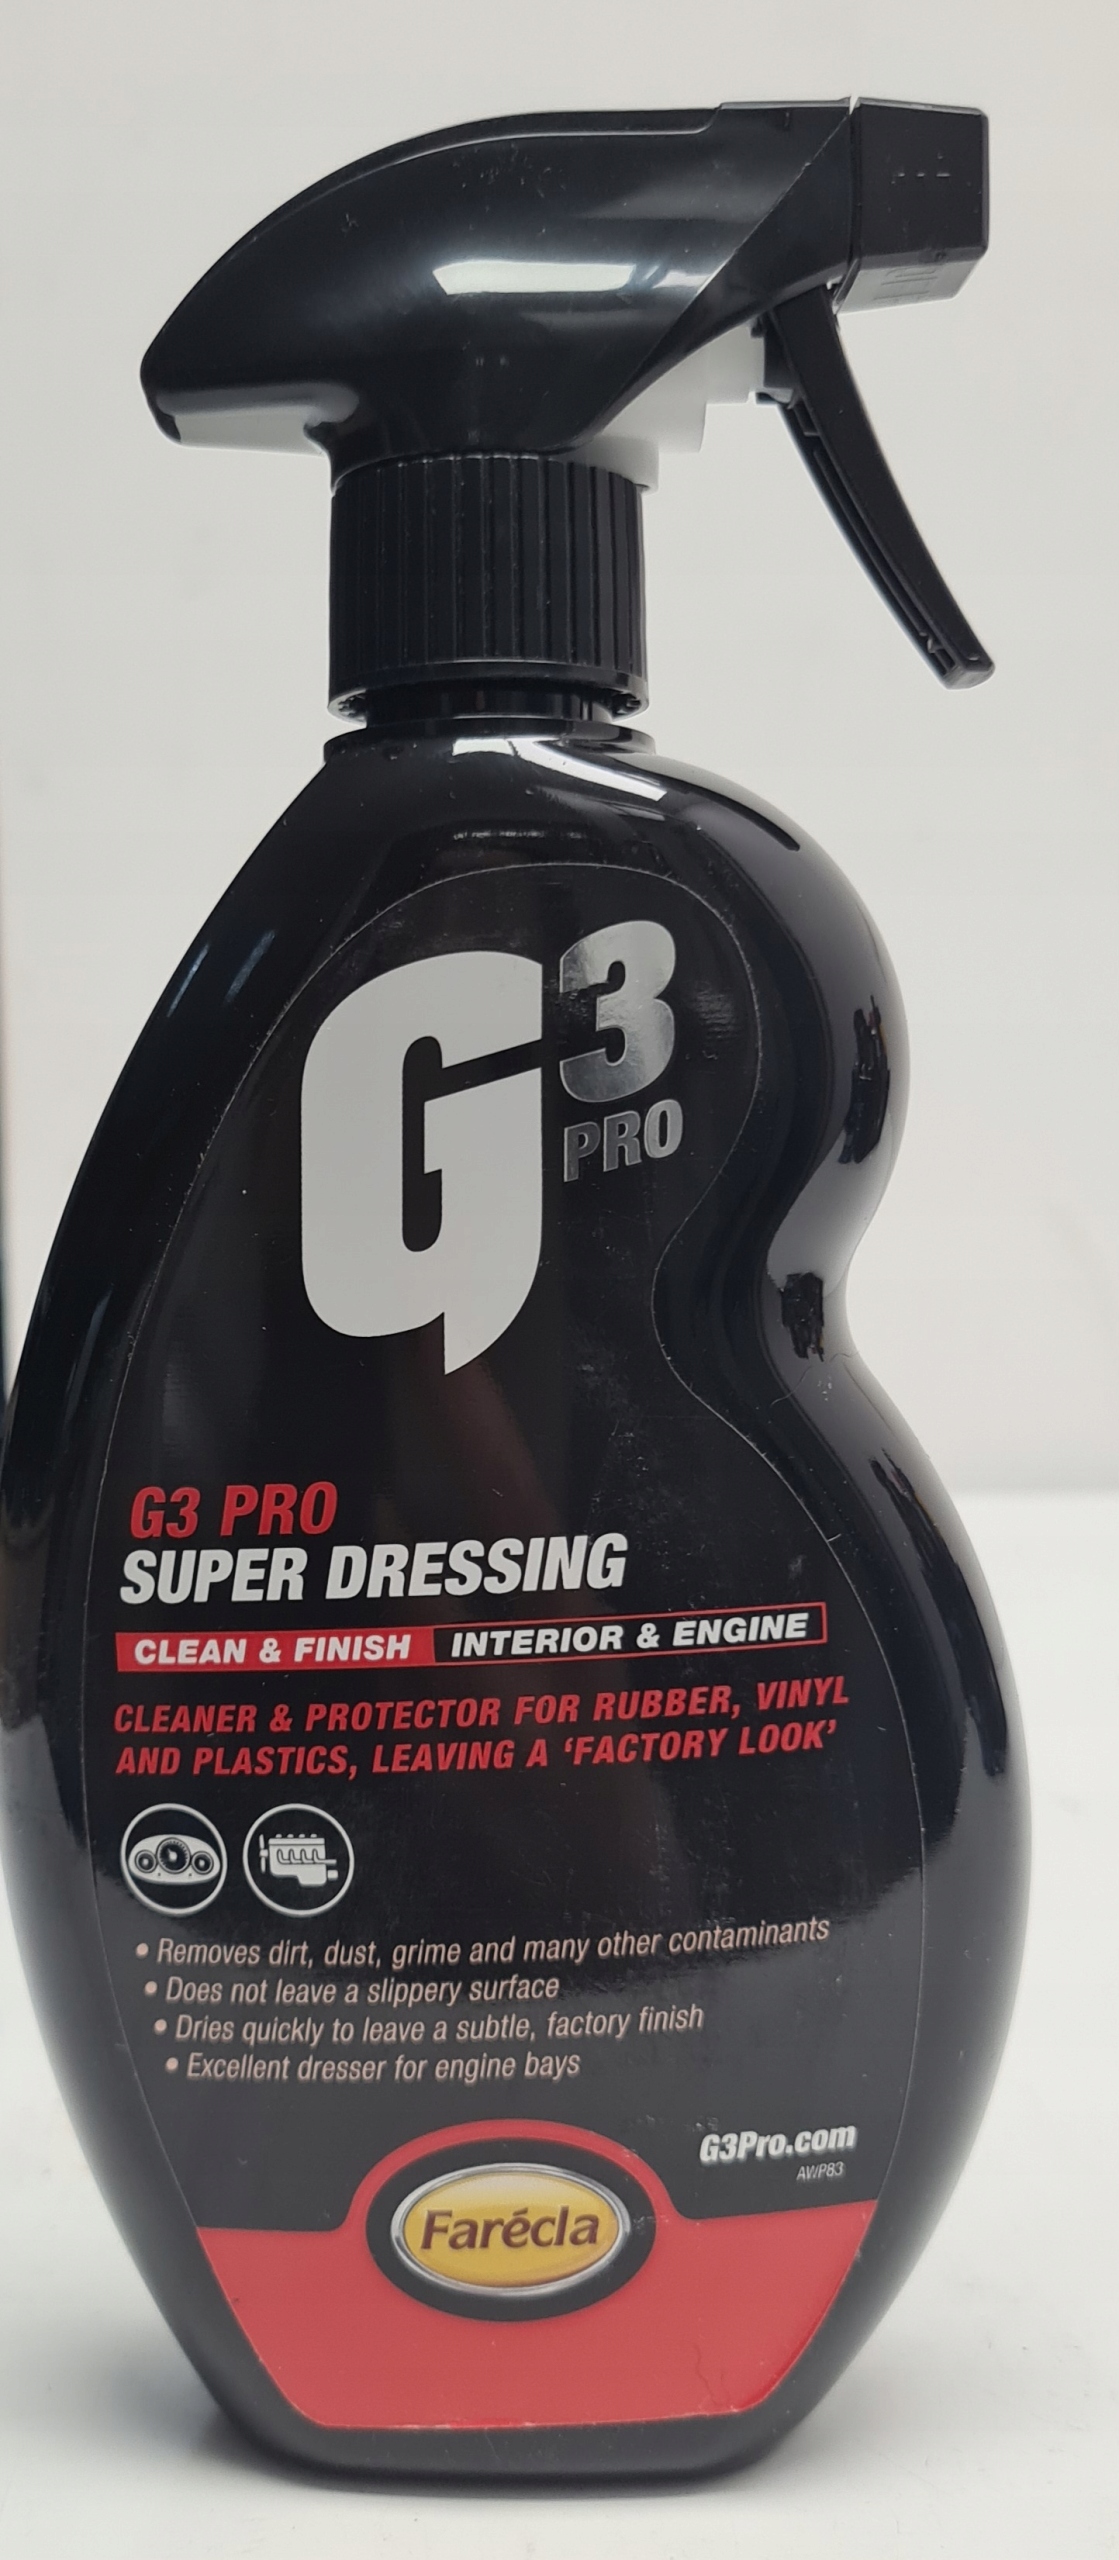 G3
PRO
G3 PRO
SUPER DRESSING
CLEAN & FINISH INTERIOR & ENGINE
CLEANER & PROTECTOR FOR RUBBER, VINYL
AND PLASTICS, LEAVING A ‘FACTORY LOOK’
• Removes dirt, dust, grime and many other contaminants
• Does not leave a slippery surface
• Dries quickly to leave a subtle, factory finish
• Excellent dresser for engine bays
G3Pro.com
AWP83
Farécla